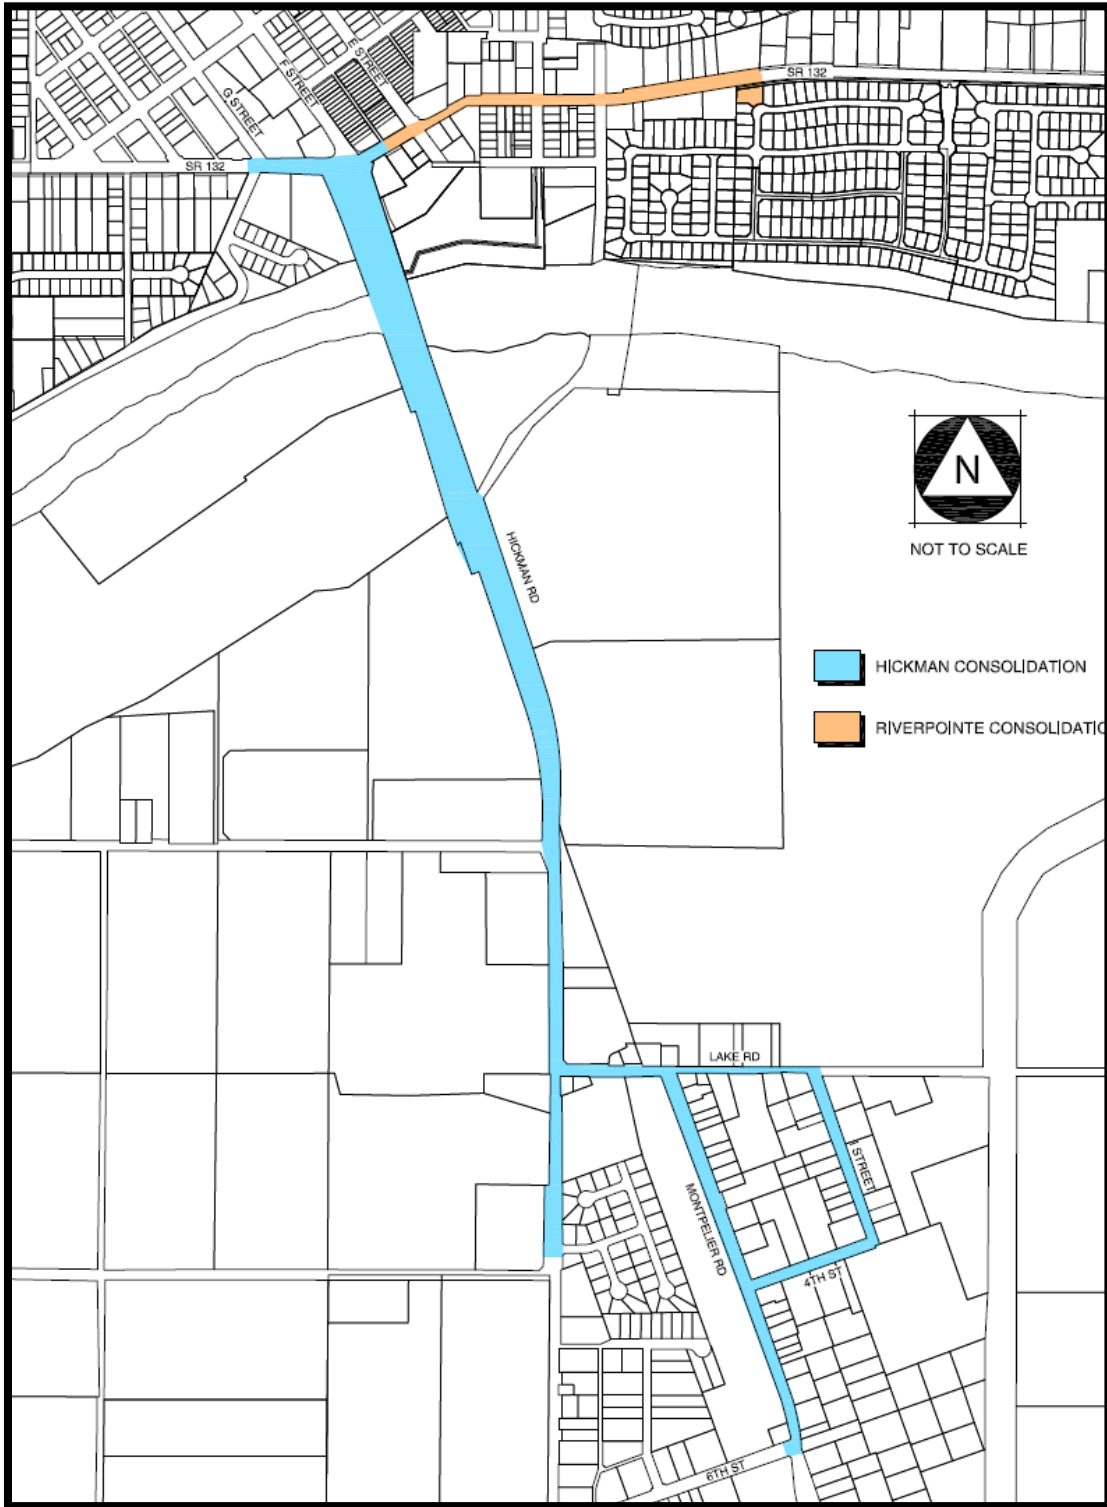 SR 132
E STREET
F STREET
G STREET
SR 132
N
NOT TO SCALE
HICKMAN RD
HICKMAN CONSOLIDATION
RIVERPOINTE CONSOLIDATIO
LAKE RD
I STREET
MONTPELIER RD
4TH ST
6TH ST